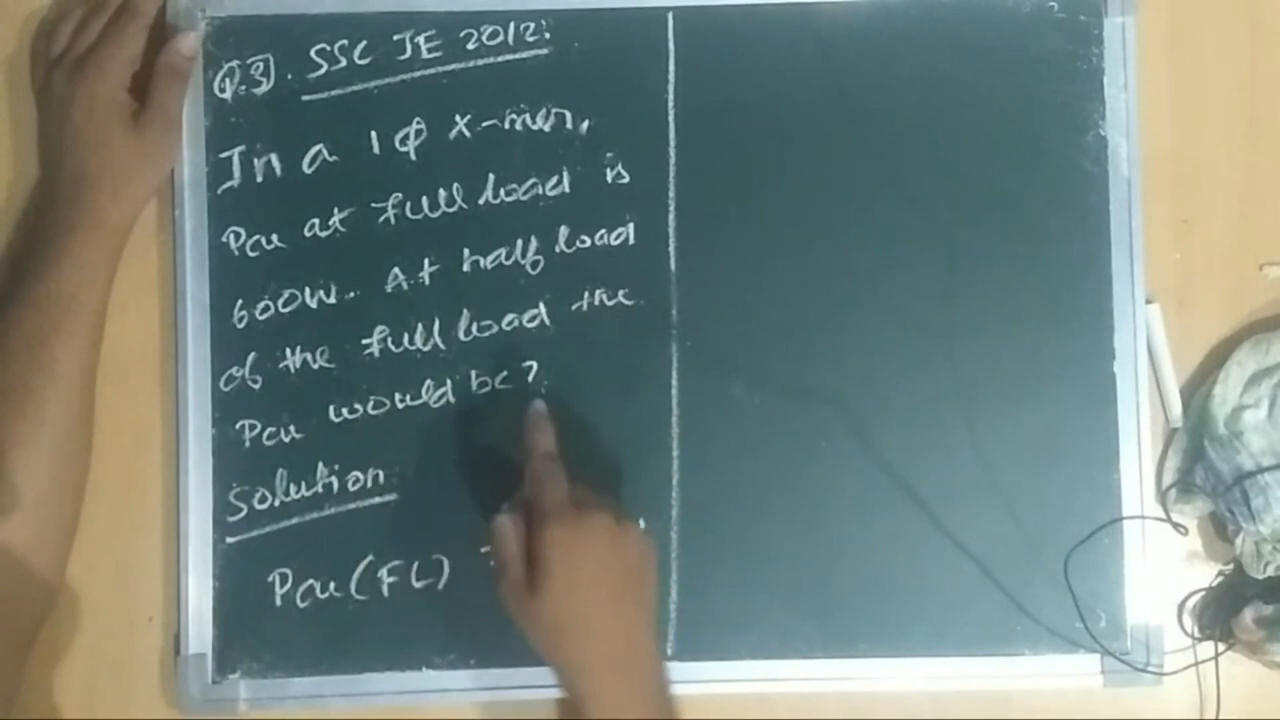 Q.3. SSC JE 2012:
In a 1φ x-mer,
Pcu at full load is
600W. At half load
of the full load the
Pcu would be?
Solution
Pcu (FL)